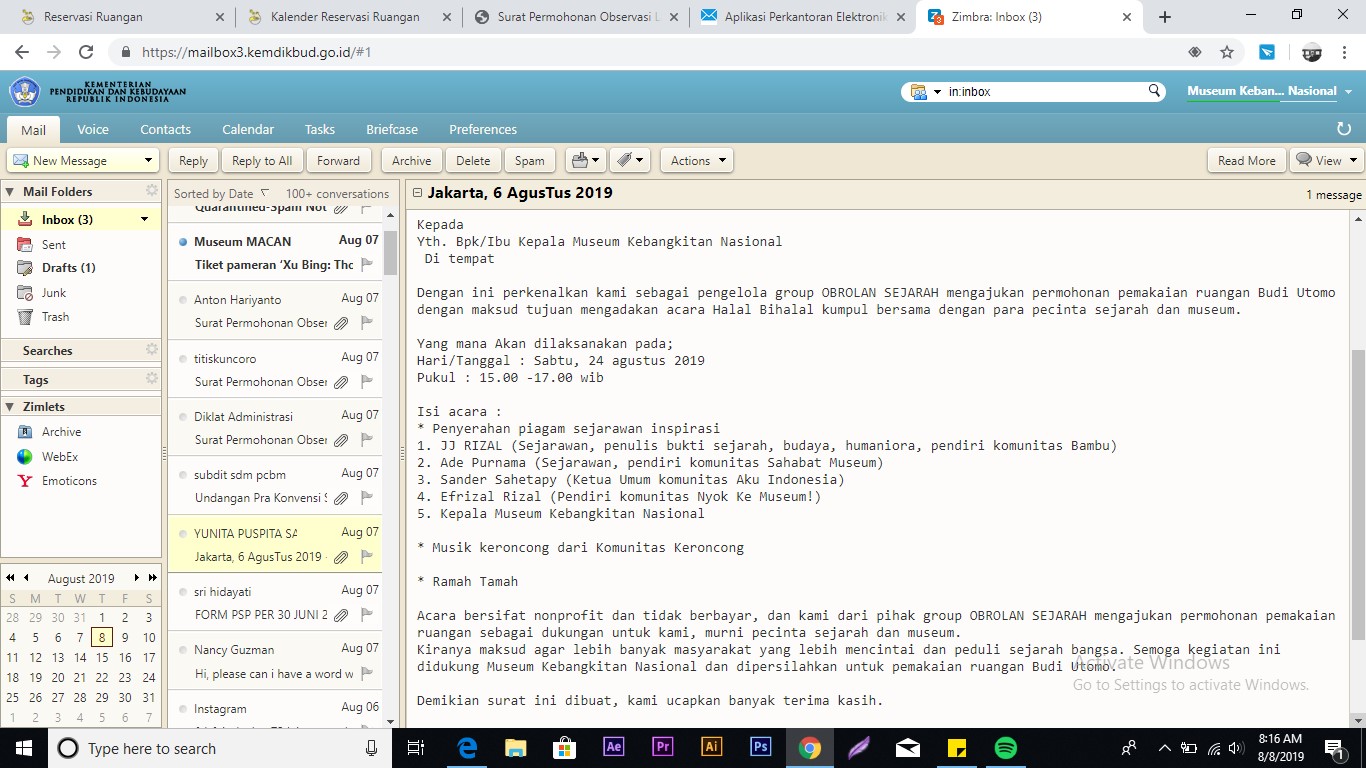 Reservasi Ruangan
Kalender Reservasi Ruangan
Surat Permohonan Observasi L
Aplikasi Perkantoran Elektronik
Zimbra: Inbox (3)
https://mailbox3.kemdikbud.go.id/#1
KEMENTERIAN
PENDIDIKAN DAN KEBUDAYAAN
REPUBLIK INDONESIA
in:inbox
Museum Keban... Nasional
Mail Voice Contacts Calendar Tasks Briefcase Preferences
New Message Reply Reply to All Forward Archive Delete Spam Actions Read More View
Mail Folders
Inbox (3)
Sent
Drafts (1)
Junk
Trash
Searches
Tags
Zimlets
Archive
WebEx
Emoticons
August 2019
S M T W T F S
28 29 30 31 1 2 3
4 5 6 7 8 9 10
11 12 13 14 15 16 17
18 19 20 21 22 23 24
25 26 27 28 29 30 31
1 2 3 4 5 6 7
Sorted by Date 100+ conversations
Quarantined-Spam Not
Museum MACAN Aug 07
Tiket pameran ‘Xu Bing: Tho
Anton Hariyanto Aug 07
Surat Permohonan Obser
titiskuncoro Aug 07
Surat Permohonan Obser
Diklat Administrasi Aug 07
Surat Permohonan Obser
subdit sdm pcbm Aug 07
Undangan Pra Konvensi S
YUNITA PUSPITA SA Aug 07
Jakarta, 6 AgusTus 2019 -
sri hidayati Aug 07
FORM PSP PER 30 JUNI 2
Nancy Guzman Aug 07
Hi, please can i have a word w
Instagram Aug 06
Jakarta, 6 AgusTus 2019
1 message
Kepada
Yth. Bpk/Ibu Kepala Museum Kebangkitan Nasional
Di tempat
Dengan ini perkenalkan kami sebagai pengelola group OBROLAN SEJARAH mengajukan permohonan pemakaian ruangan Budi Utomo
dengan maksud tujuan mengadakan acara Halal Bihalal kumpul bersama dengan para pecinta sejarah dan museum.
Yang mana Akan dilaksanakan pada;
Hari/Tanggal : Sabtu, 24 agustus 2019
Pukul : 15.00 -17.00 wib
Isi acara :
* Penyerahan piagam sejarawan inspirasi
1. JJ RIZAL (Sejarawan, penulis bukti sejarah, budaya, humaniora, pendiri komunitas Bambu)
2. Ade Purnama (Sejarawan, pendiri komunitas Sahabat Museum)
3. Sander Sahetapy (Ketua Umum komunitas Aku Indonesia)
4. Efrizal Rizal (Pendiri komunitas Nyok Ke Museum!)
5. Kepala Museum Kebangkitan Nasional
* Musik keroncong dari Komunitas Keroncong
* Ramah Tamah
Acara bersifat nonprofit dan tidak berbayar, dan kami dari pihak group OBROLAN SEJARAH mengajukan permohonan pemakaian
ruangan sebagai dukungan untuk kami, murni pecinta sejarah dan museum.
Kiranya maksud agar lebih banyak masyarakat yang lebih mencintai dan peduli sejarah bangsa. Semoga kegiatan ini
didukung Museum Kebangkitan Nasional dan dipersilahkan untuk pemakaian ruangan Budi Utomo.
Demikian surat ini dibuat, kami ucapkan banyak terima kasih.
Activate Windows
Go to Settings to activate Windows.
Type here to search
Ae Pr Ai Ps
8:16 AM
8/8/2019
1